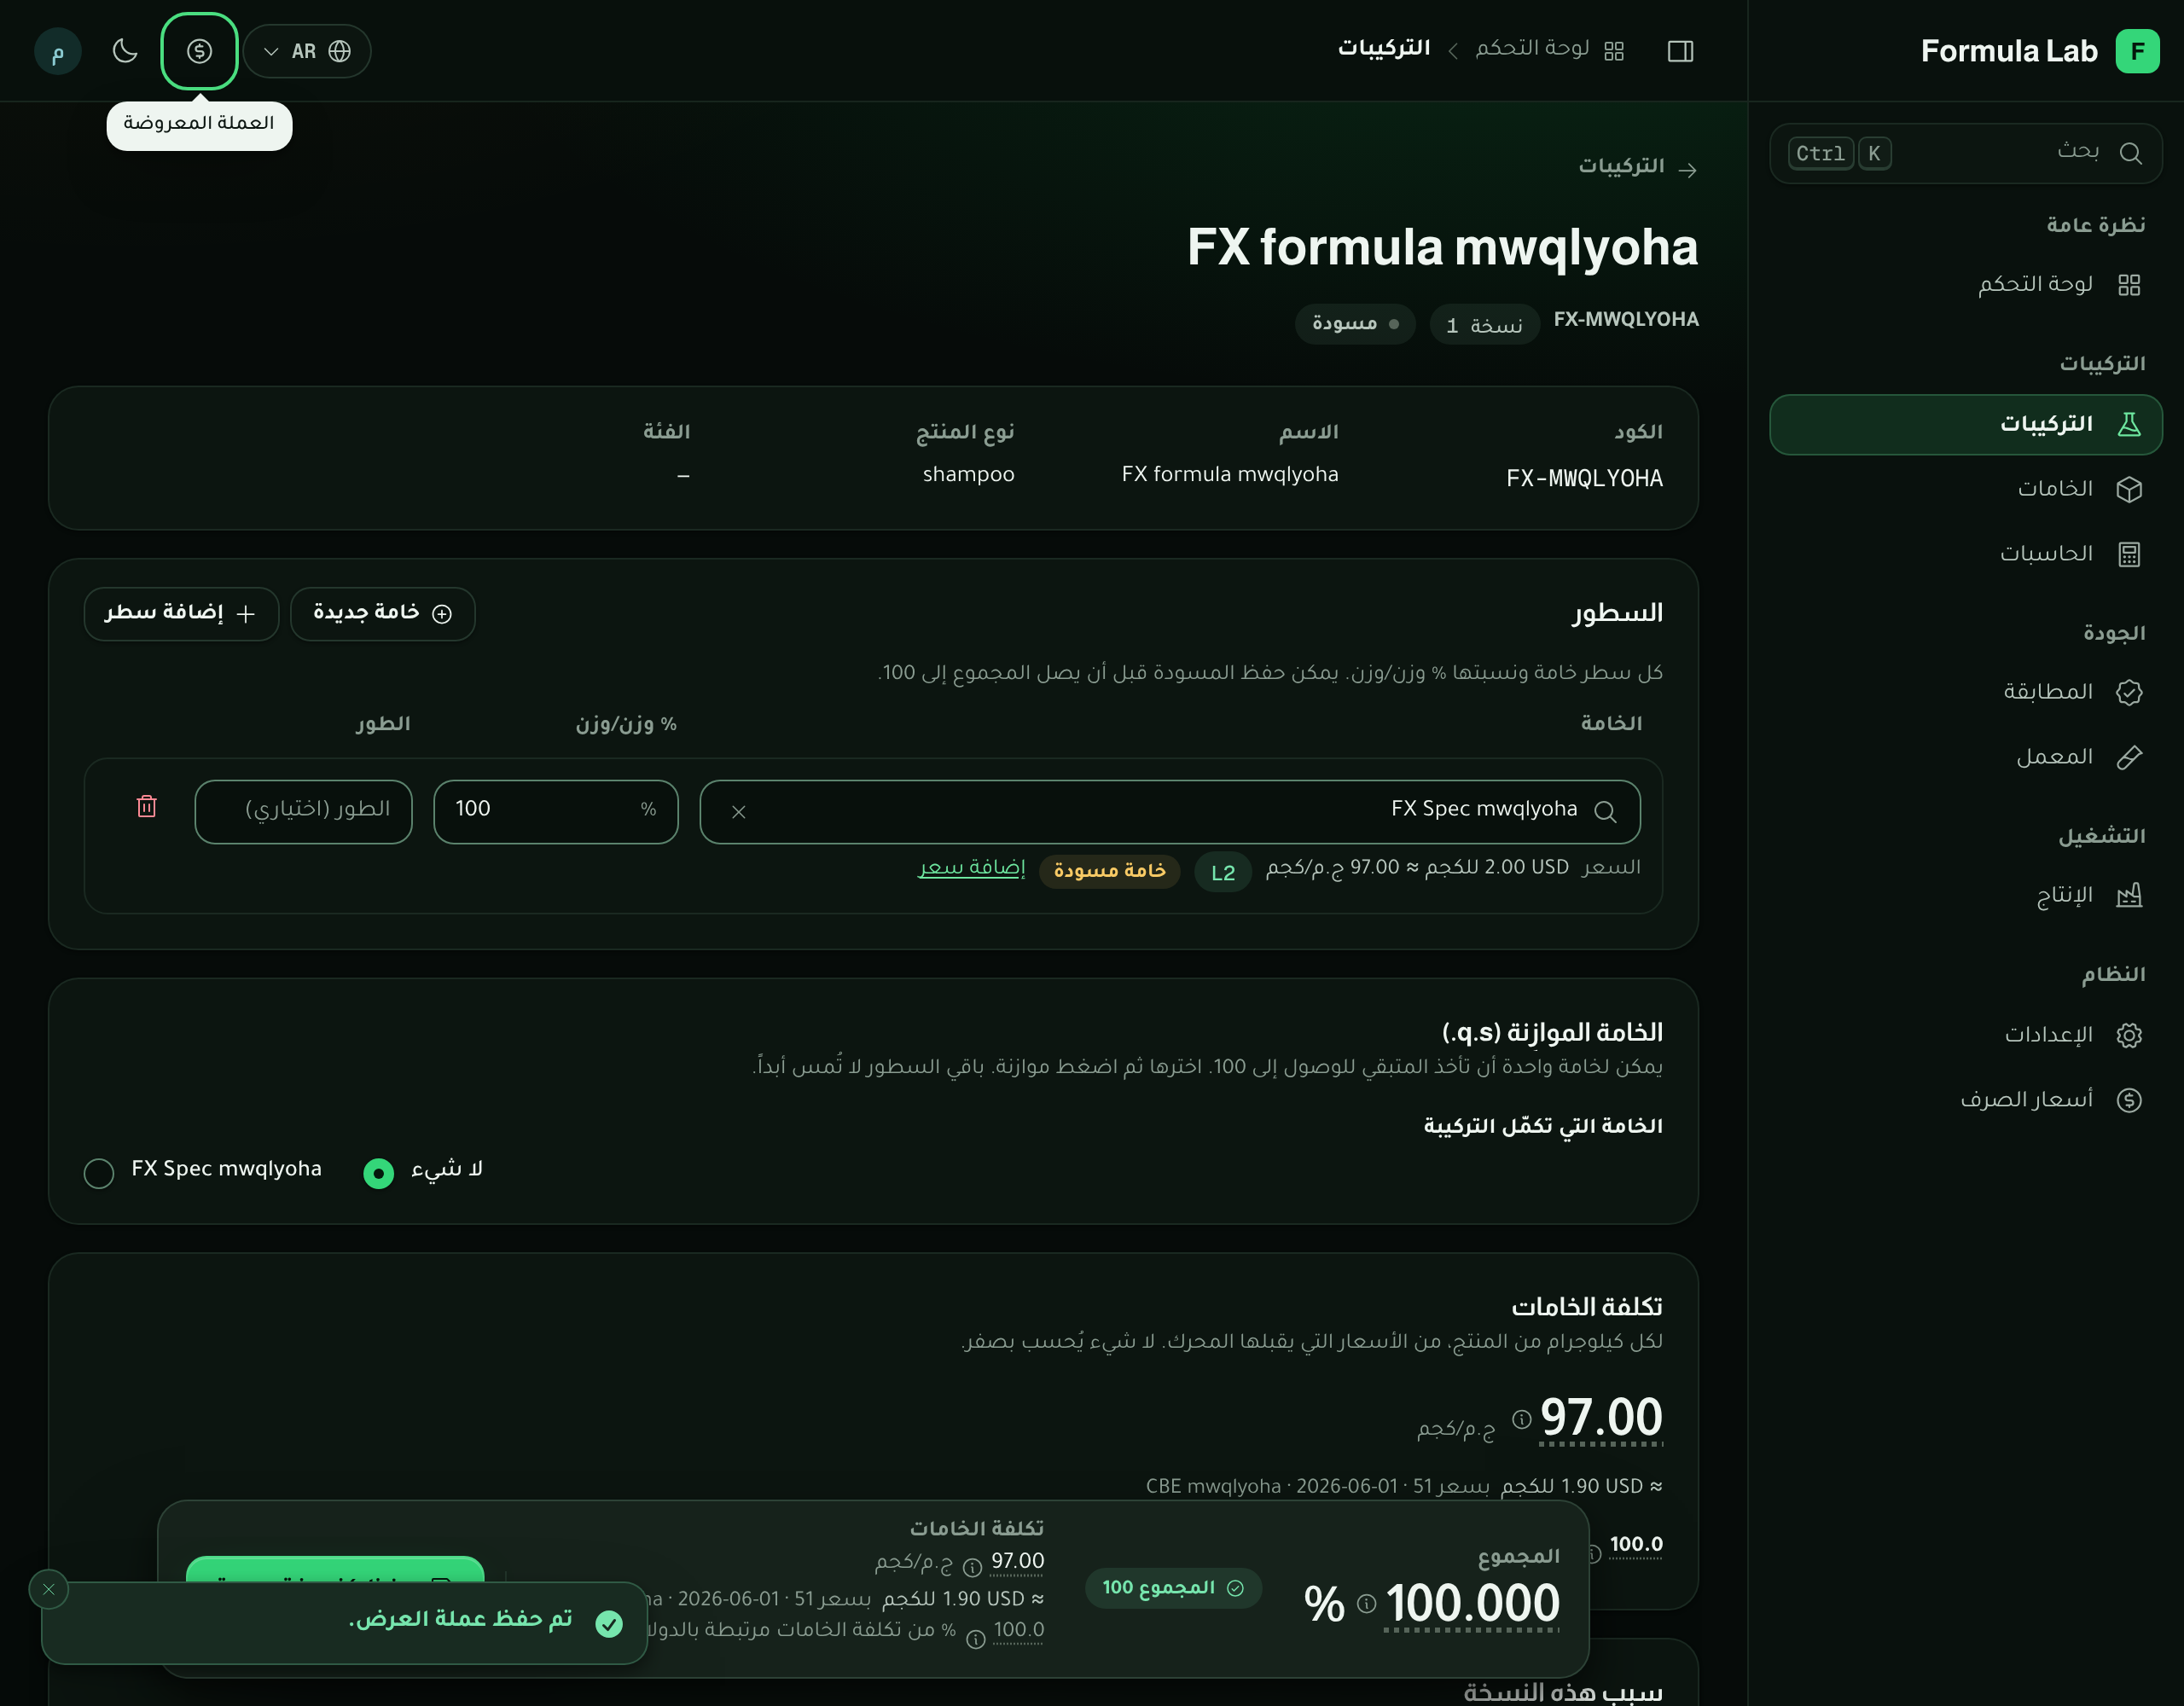 F Formula Lab
لوحة التحكم
التركيبات
AR
م
العملة المعروضة
بحث
Ctrl K
نظرة عامة
لوحة التحكم
التركيبات
التركيبات
الخامات
الحاسبات
الجودة
المطابقة
المعمل
التشغيل
الإنتاج
النظام
الإعدادات
أسعار الصرف
التركيبات
FX formula mwqlyoha
FX-MWQLYOHA
نسخة 1
مسودة
الكود
الاسم
نوع المنتج
الفئة
FX-MWQLYOHA
FX formula mwqlyoha
shampoo
–
السطور
خامة جديدة
إضافة سطر
كل سطر خامة ونسبتها % وزن/وزن. يمكن حفظ المسودة قبل أن يصل المجموع إلى 100.
الخامة
% وزن/وزن
الطور
FX Spec mwqlyoha
%
100
الطور (اختياري)
السعر 2.00 USD للكجم ≈ 97.00 ج.م/كجم
L2
خامة مسودة
إضافة سعر
الخامة الموازِنة (q.s.)
يمكن لخامة واحدة أن تأخذ المتبقي للوصول إلى 100. اخترها ثم اضغط موازنة. باقي السطور لا تُمس أبداً.
الخامة التي تكمّل التركيبة
لا شيء
FX Spec mwqlyoha
تكلفة الخامات
لكل كيلوجرام من المنتج، من الأسعار التي يقبلها المحرك. لا شيء يُحسب بصفر.
97.00 ج.م/كجم
≈ 1.90 USD للكجم بسعر 51 · CBE mwqlyoha · 2026-06-01
100.0
المجموع
100.000 %
المجموع 100
تكلفة الخامات
97.00 ج.م/كجم
≈ 1.90 USD للكجم بسعر 51 · 2026-06-01 ·
100.0 % من تكلفة الخامات مرتبطة
تم حفظ عملة العرض.
سبب هذه النسخة